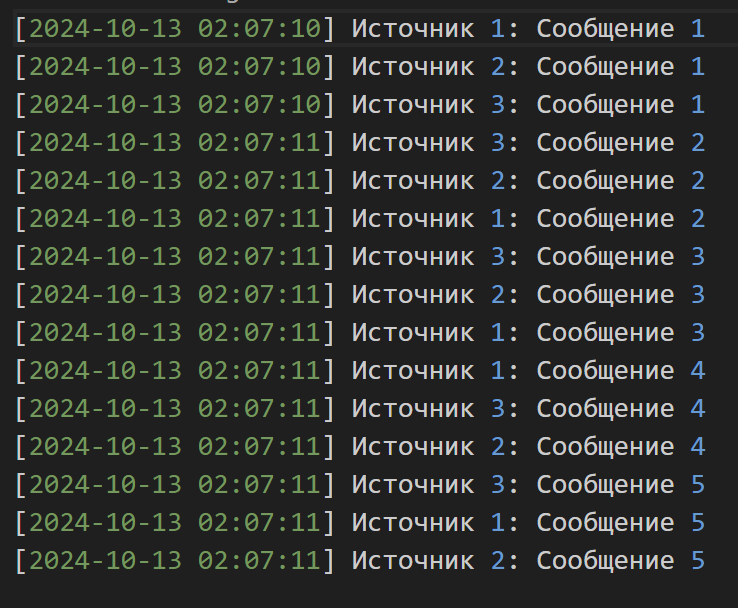 [2024-10-13 02:07:10] Источник 1: Сообщение 1
[2024-10-13 02:07:10] Источник 2: Сообщение 1
[2024-10-13 02:07:10] Источник 3: Сообщение 1
[2024-10-13 02:07:11] Источник 3: Сообщение 2
[2024-10-13 02:07:11] Источник 2: Сообщение 2
[2024-10-13 02:07:11] Источник 1: Сообщение 2
[2024-10-13 02:07:11] Источник 3: Сообщение 3
[2024-10-13 02:07:11] Источник 2: Сообщение 3
[2024-10-13 02:07:11] Источник 1: Сообщение 3
[2024-10-13 02:07:11] Источник 1: Сообщение 4
[2024-10-13 02:07:11] Источник 3: Сообщение 4
[2024-10-13 02:07:11] Источник 2: Сообщение 4
[2024-10-13 02:07:11] Источник 3: Сообщение 5
[2024-10-13 02:07:11] Источник 1: Сообщение 5
[2024-10-13 02:07:11] Источник 2: Сообщение 5